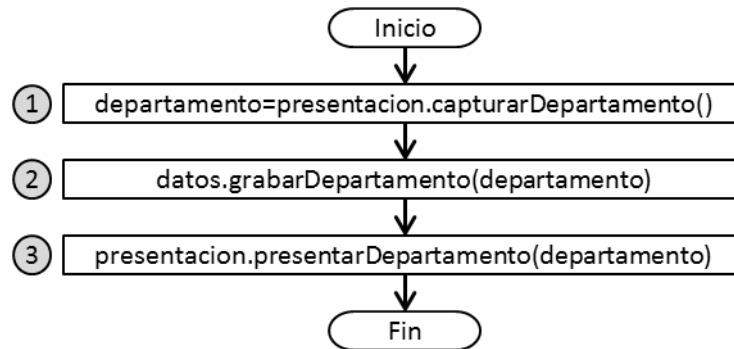 Inicio
1 departamento=presentacion.capturarDepartamento()
2 datos.grabarDepartamento(departamento)
3 presentacion.presentarDepartamento(departamento)
Fin